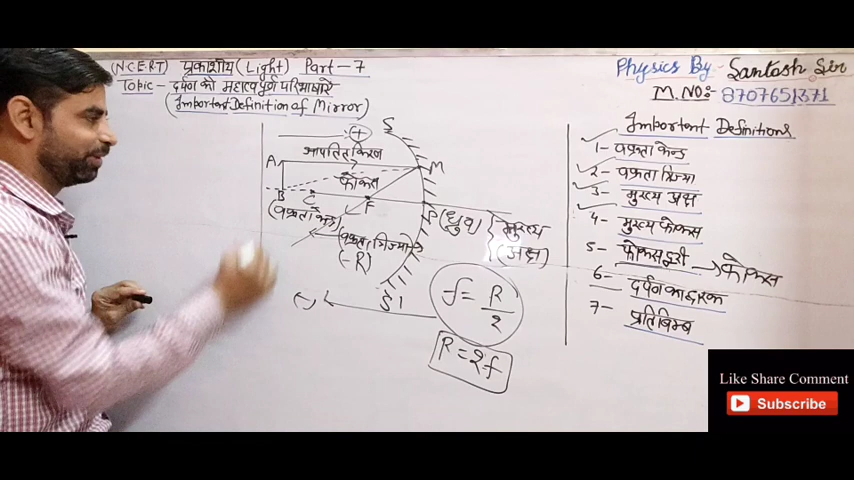 (NCERT) प्रकाशीय (Light) Part-7
Topic - दर्पण की महत्वपूर्ण परिभाषायें
(Important Definition of Mirror)
Physics By- Santosh Sir
M.NO:- 8707651371
Important Definitions
1- वक्रता केन्द्र
2- वक्रता त्रिज्या
3- मुख्य अक्ष
4- मुख्य फोकस
5- फोकस दूरी → फोकस
6- दर्पण का द्वारक
7- प्रतिबिम्ब
+
S
आपतित किरण
A
M
फोकस
B
C
F
P (ध्रुव)
मुख्य
(अक्ष)
(वक्रता केन्द्र)
(वक्रता त्रिज्या)
(-R)
(-)
S'
f = R/2
R = 2f
Like Share Comment
Subscribe